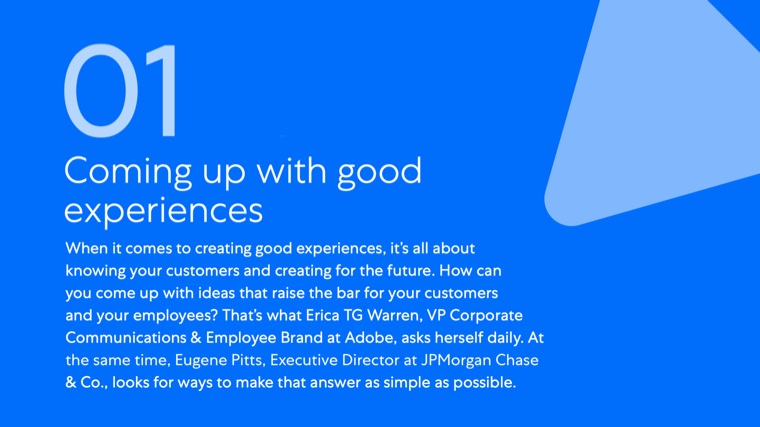 01
Coming up with good
experiences
When it comes to creating good experiences, it's all about
knowing your customers and creating for the future. How can
you come up with ideas that raise the bar for your customers
and your employees? That's what Erica TG Warren, VP Corporate
Communications & Employee Brand at Adobe, asks herself daily. At
the same time, Eugene Pitts, Executive Director at JPMorgan Chase
& Co., looks for ways to make that answer as simple as possible.